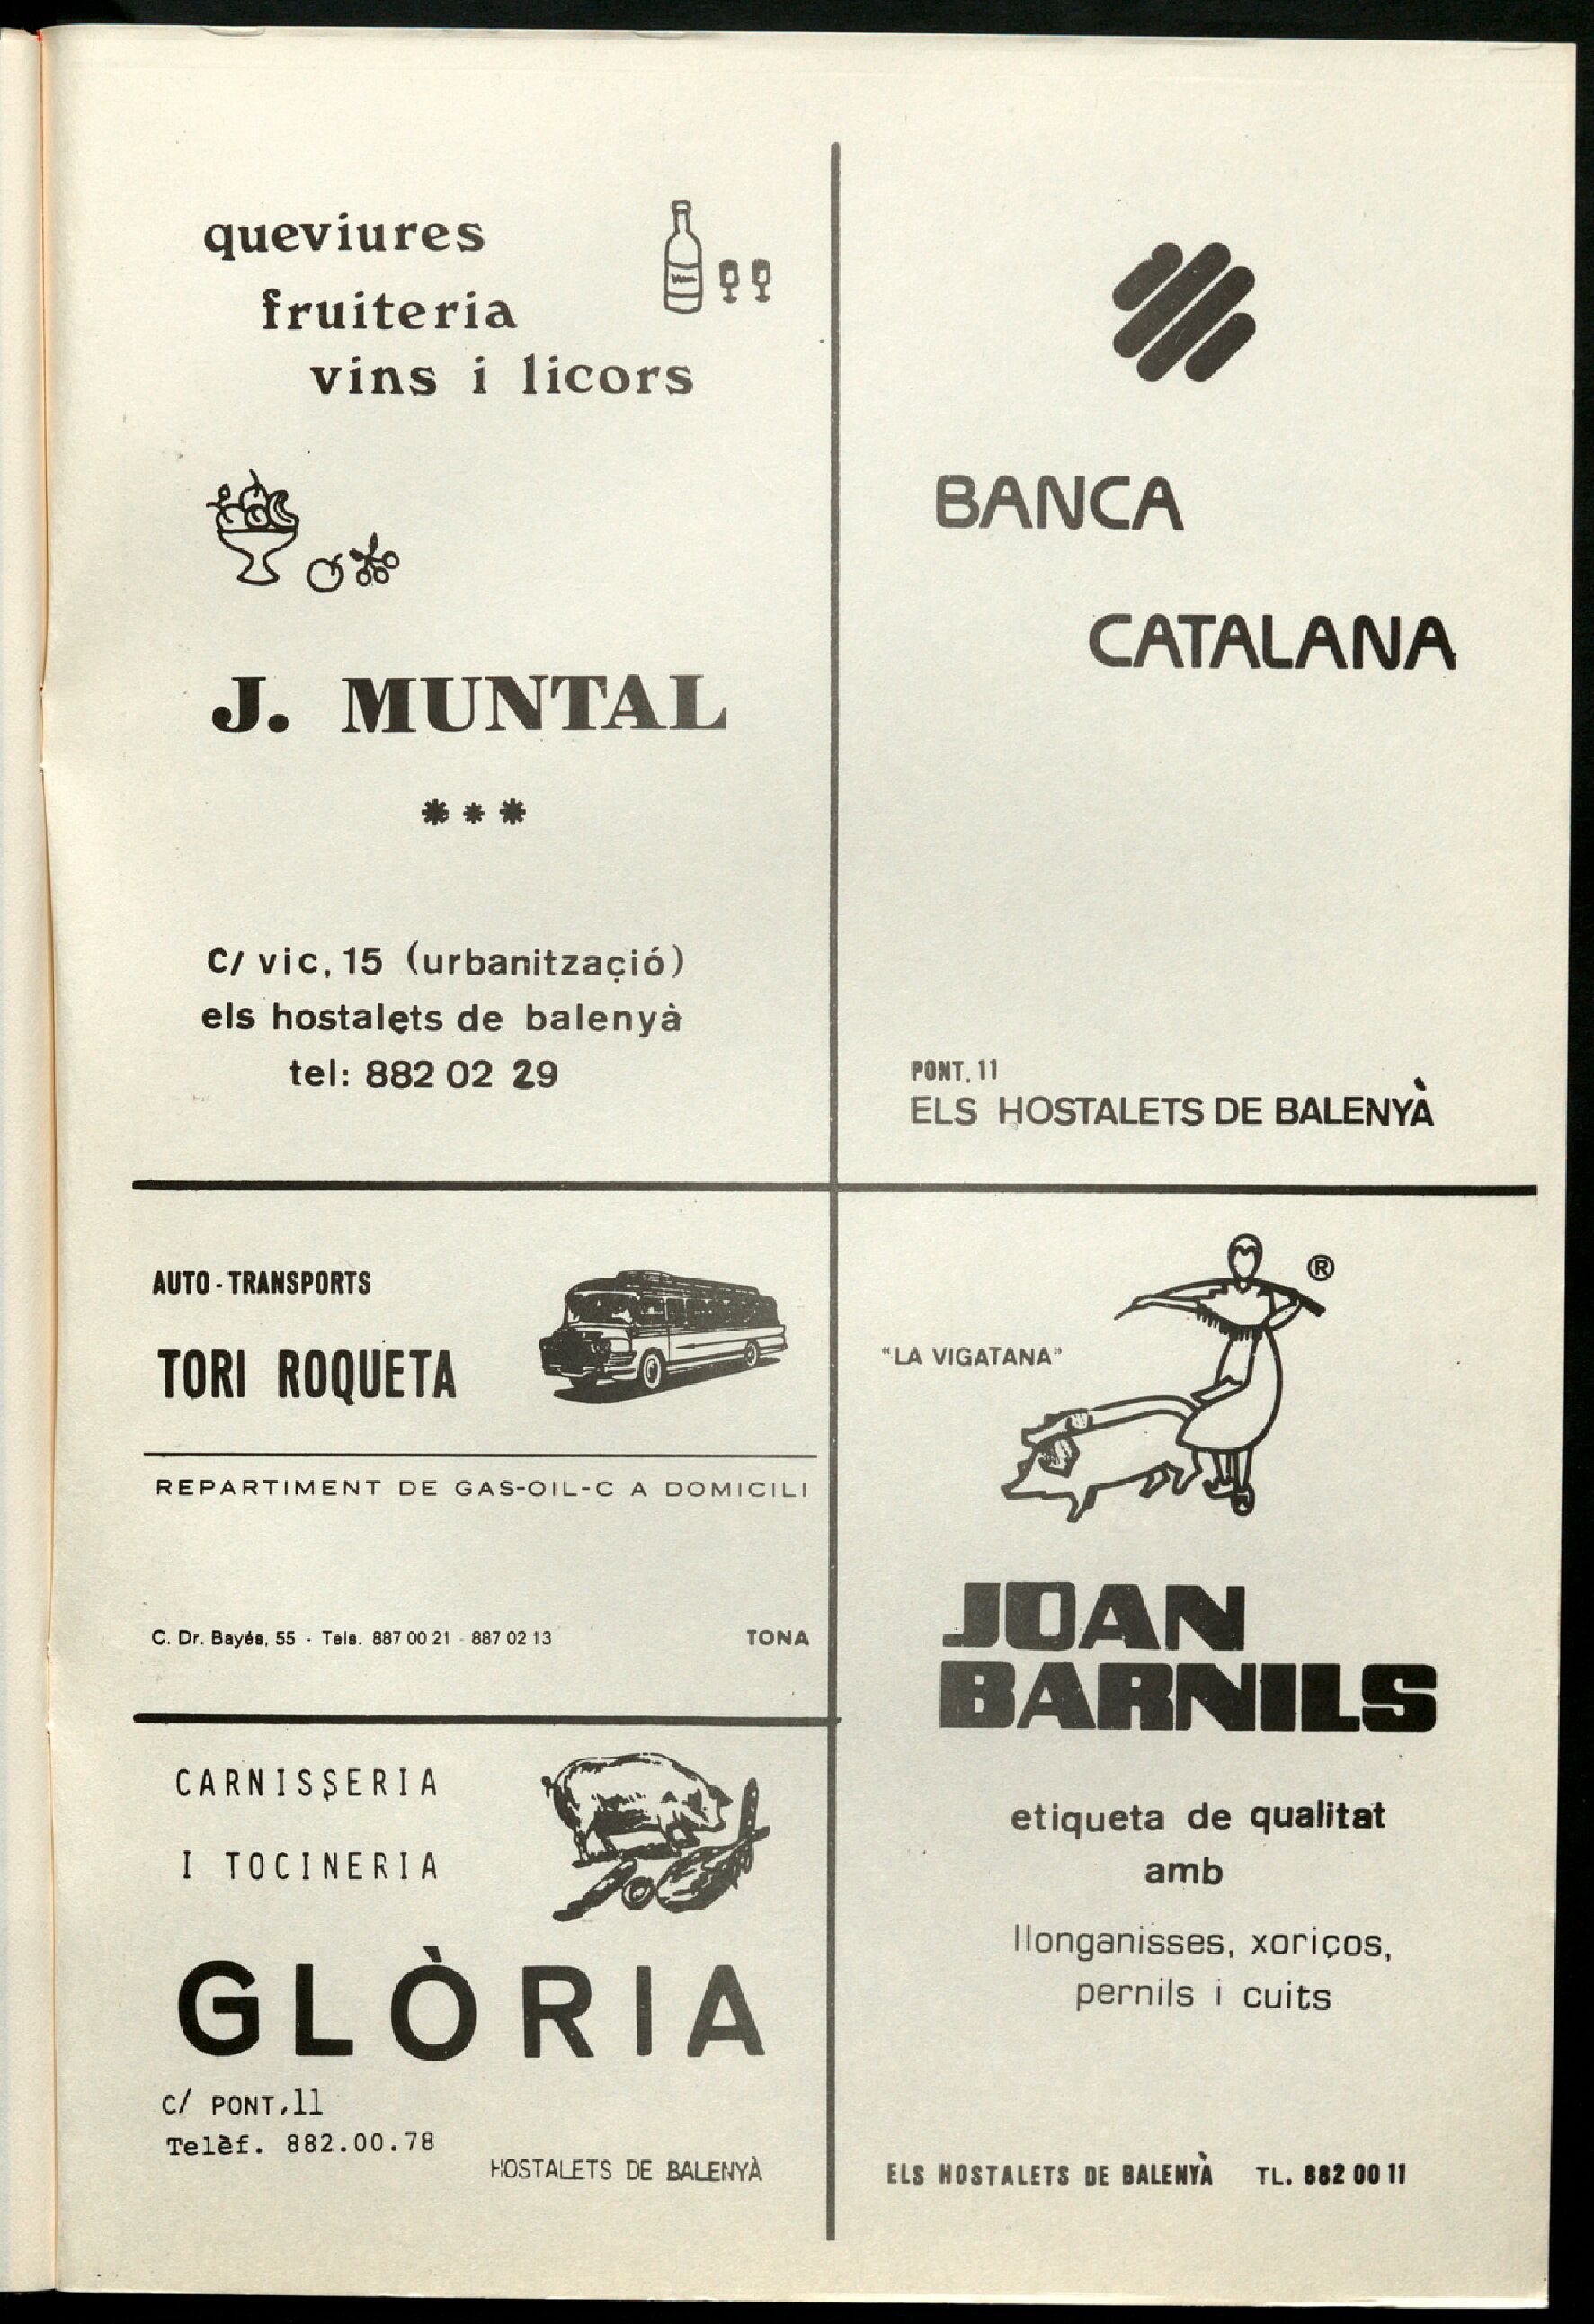 queviures
fruiteria
vins i licors
J. MUNTAL
***
C/ vic, 15 (urbanització)
els hostalets de balenyà
tel: 882 02 29
BANCA
CATALANA
PONT, 11
ELS HOSTALETS DE BALENYÀ
AUTO-TRANSPORTS
TORI ROQUETA
REPARTIMENT DE GAS-OIL-C A DOMICILI
C. Dr. Bayés, 55 - Tels. 887 00 21 - 887 02 13 TONA
CARNISSERIA
I TOCINERIA
GLÒRIA
C/ PONT, 11
Telèf. 882.00.78
HOSTALETS DE BALENYÀ
®
"LA VIGATANA"
JOAN
BARNILS
etiqueta de qualitat
amb
llonganisses, xoriços,
pernils i cuits
ELS HOSTALETS DE BALENYÀ TL. 882 00 11